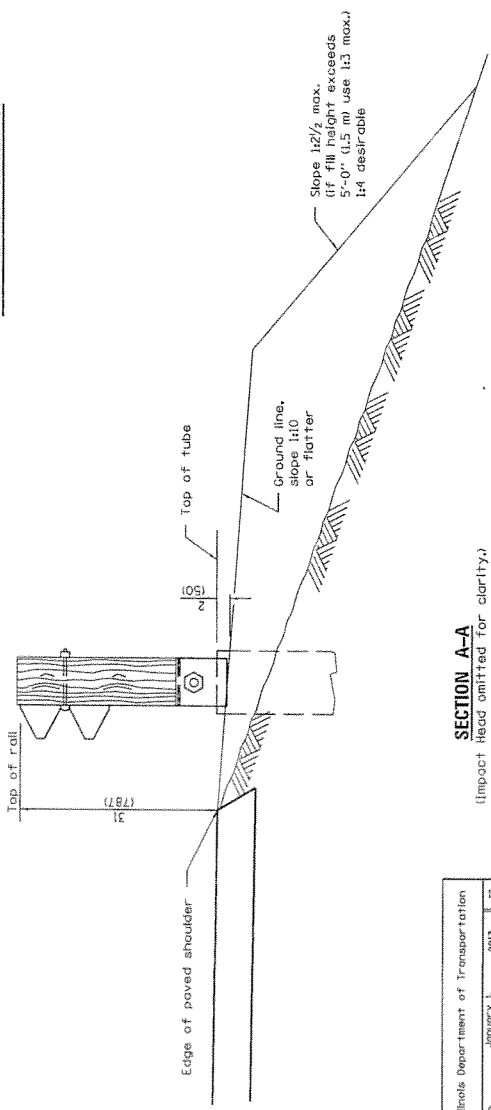 Top of rail
31
(787)
Edge of paved shoulder
Top of tube
2
(50)
Ground line,
slope 1:10
or flatter
Slope 1:2½ max.
(if fill height exceeds
5'-0" (1.5 m) use 1:3 max.)
1:4 desirable
SECTION A-A
(Impact Head omitted for clarity.)
Department of Transportation
January 1,